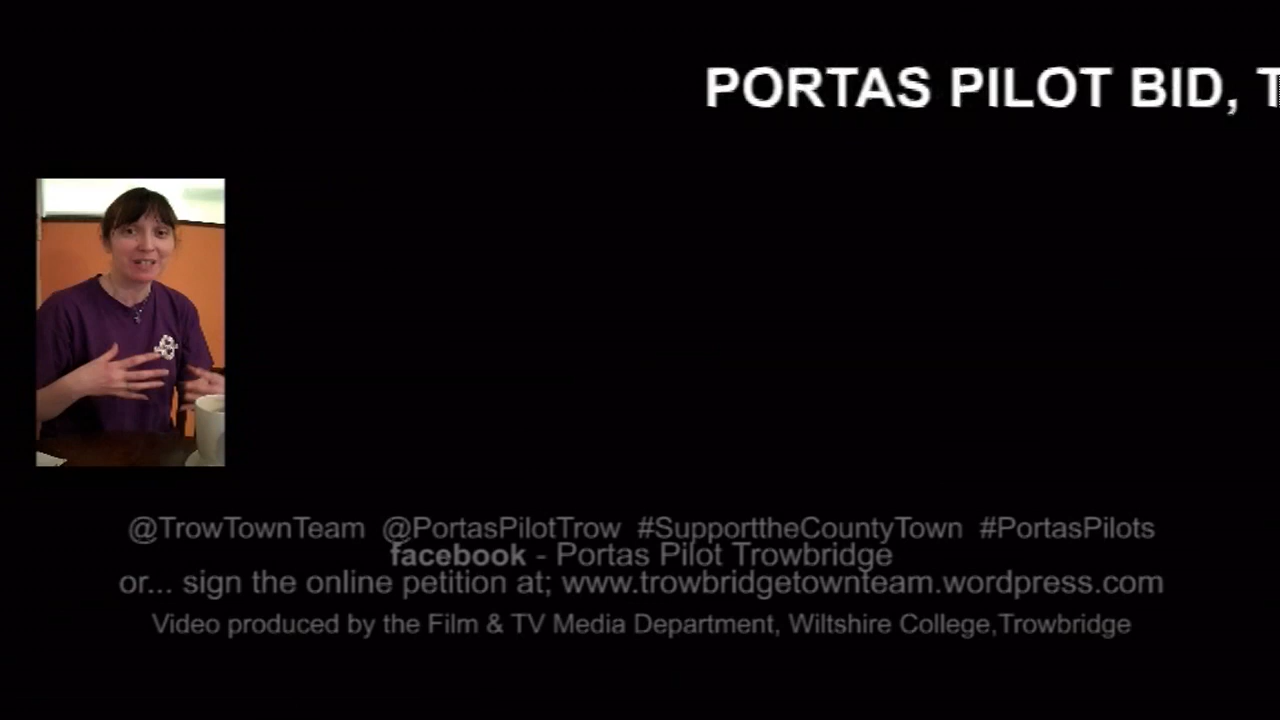 PORTAS PILOT BID, T
@TrowTownTeam @PortasPilotTrow #SupporttheCountyTown #PortasPilots
facebook - Portas Pilot Trowbridge
or... sign the online petition at; www.trowbridgetownteam.wordpress.com
Video produced by the Film & TV Media Department, Wiltshire College,Trowbridge